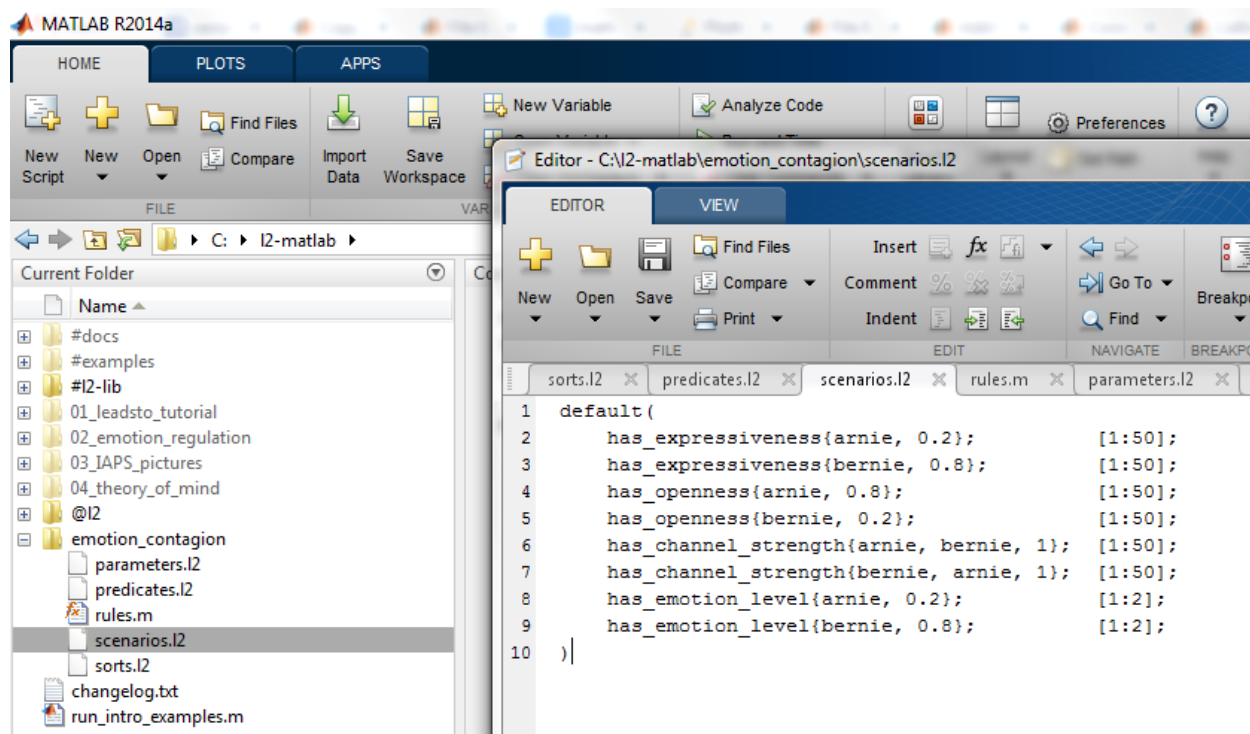 MATLAB R2014a
HOME PLOTS APPS
New Variable Analyze Code
Find Files Preferences
New Script New Open Compare Import Data Save Workspace
FILE VAR
C: l2-matlab
Current Folder
Name
#docs
#examples
#l2-lib
01_leadsto_tutorial
02_emotion_regulation
03_IAPS_pictures
04_theory_of_mind
@l2
emotion_contagion
parameters.l2
predicates.l2
rules.m
scenarios.l2
sorts.l2
changelog.txt
run_intro_examples.m
Editor - C:\l2-matlab\emotion_contagion\scenarios.l2
EDITOR VIEW
Find Files Insert fx
New Open Save Compare Comment Go To Breakpo
Print Indent Find
FILE EDIT NAVIGATE BREAKPO
sorts.l2 predicates.l2 scenarios.l2 rules.m parameters.l2
1 default(
2 has_expressiveness{arnie, 0.2}; [1:50];
3 has_expressiveness{bernie, 0.8}; [1:50];
4 has_openness{arnie, 0.8}; [1:50];
5 has_openness{bernie, 0.2}; [1:50];
6 has_channel_strength{arnie, bernie, 1}; [1:50];
7 has_channel_strength{bernie, arnie, 1}; [1:50];
8 has_emotion_level{arnie, 0.2}; [1:2];
9 has_emotion_level{bernie, 0.8}; [1:2];
10 )